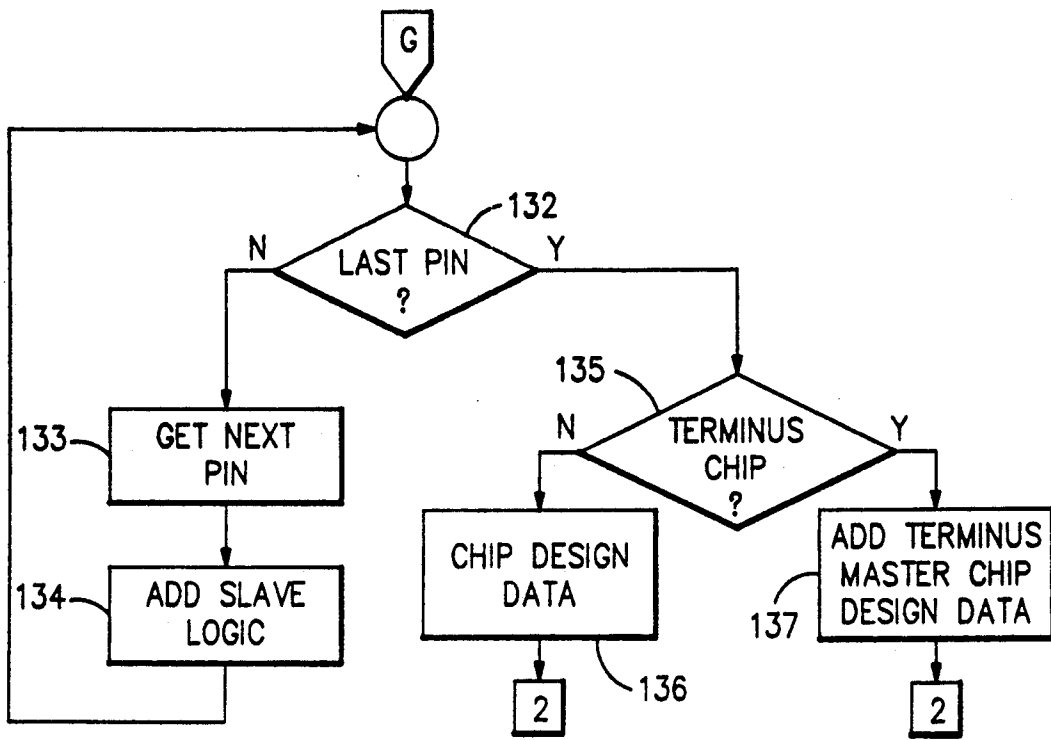 G
132
N
Y
LAST PIN
?
135
133
GET NEXT
PIN
N
Y
TERMINUS
CHIP
?
134
ADD SLAVE
LOGIC
CHIP DESIGN
DATA
136
ADD TERMINUS
MASTER CHIP
DESIGN DATA
137
2
2